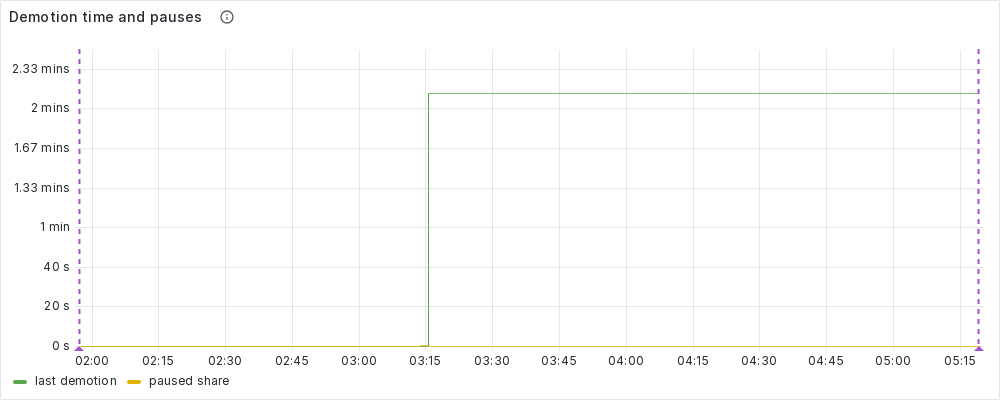 Demotion time and pauses
2.33 mins
2 mins
1.67 mins
1.33 mins
1 min
40 s
20 s
0 s
02:00 02:15 02:30 02:45 03:00 03:15 03:30 03:45 04:00 04:15 04:30 04:45 05:00 05:15
last demotion paused share